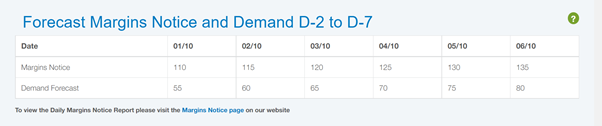 Forecast Margins Notice and Demand D-2 to D-7
?
Date 01/10 02/10 03/10 04/10 05/10 06/10
Margins Notice 110 115 120 125 130 135
Demand Forecast 55 60 65 70 75 80
To view the Daily Margins Notice Report please visit the Margins Notice page on our website